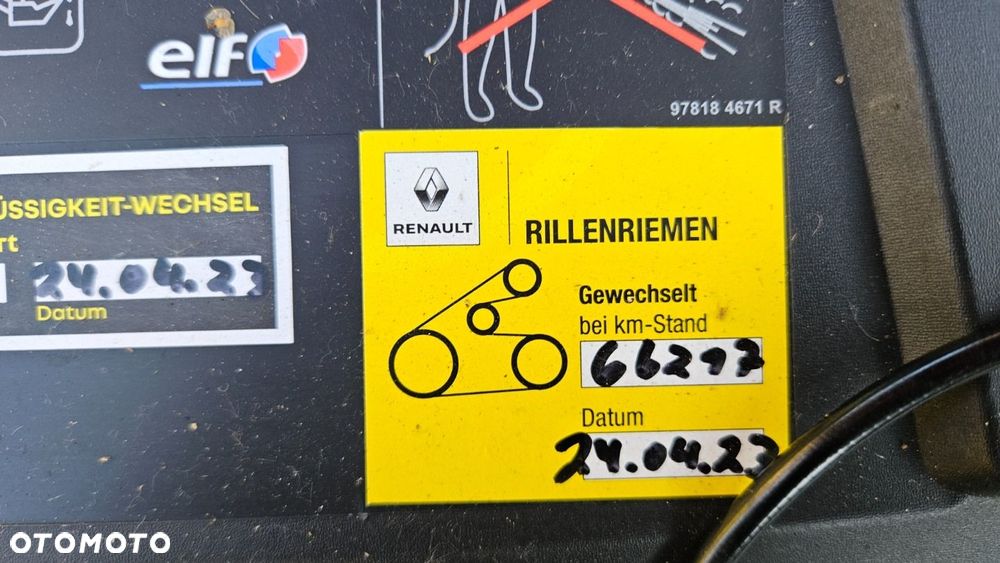 elf
97818 4671 R
ÜSSIGKEIT-WECHSEL
rt
24.04.23
Datum
RENAULT
RILLENRIEMEN
Gewechselt
bei km-Stand
66217
Datum
24.04.23
OTOMOTO